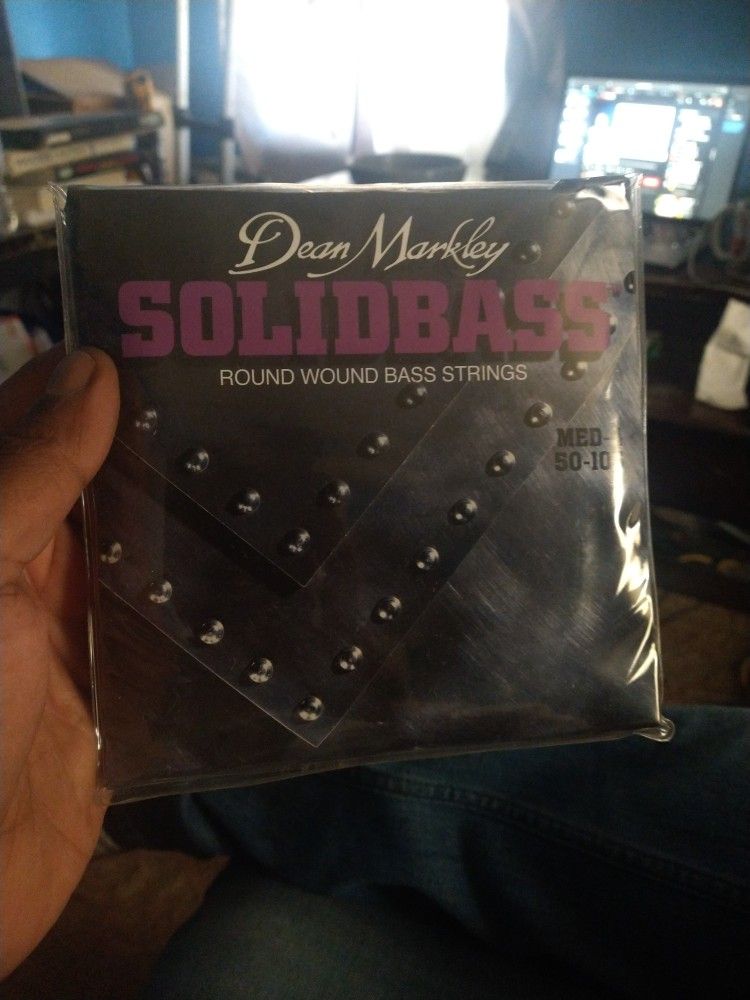 Dean Markley
SOLIDBASS
ROUND WOUND BASS STRINGS
MED-
50-10